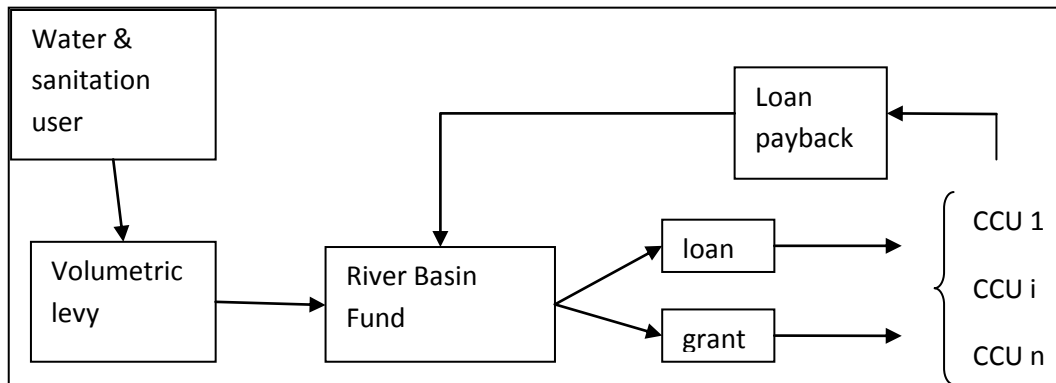 Water &
sanitation
user
Loan
payback
Volumetric
levy
River Basin
Fund
loan
grant
CCU 1
CCU i
CCU n